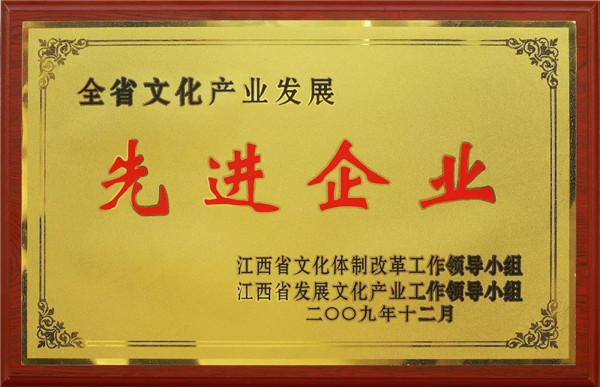 全省文化产业发展
先进企业
江西省文化体制改革工作领导小组
江西省发展文化产业工作领导小组
二〇〇九年十二月